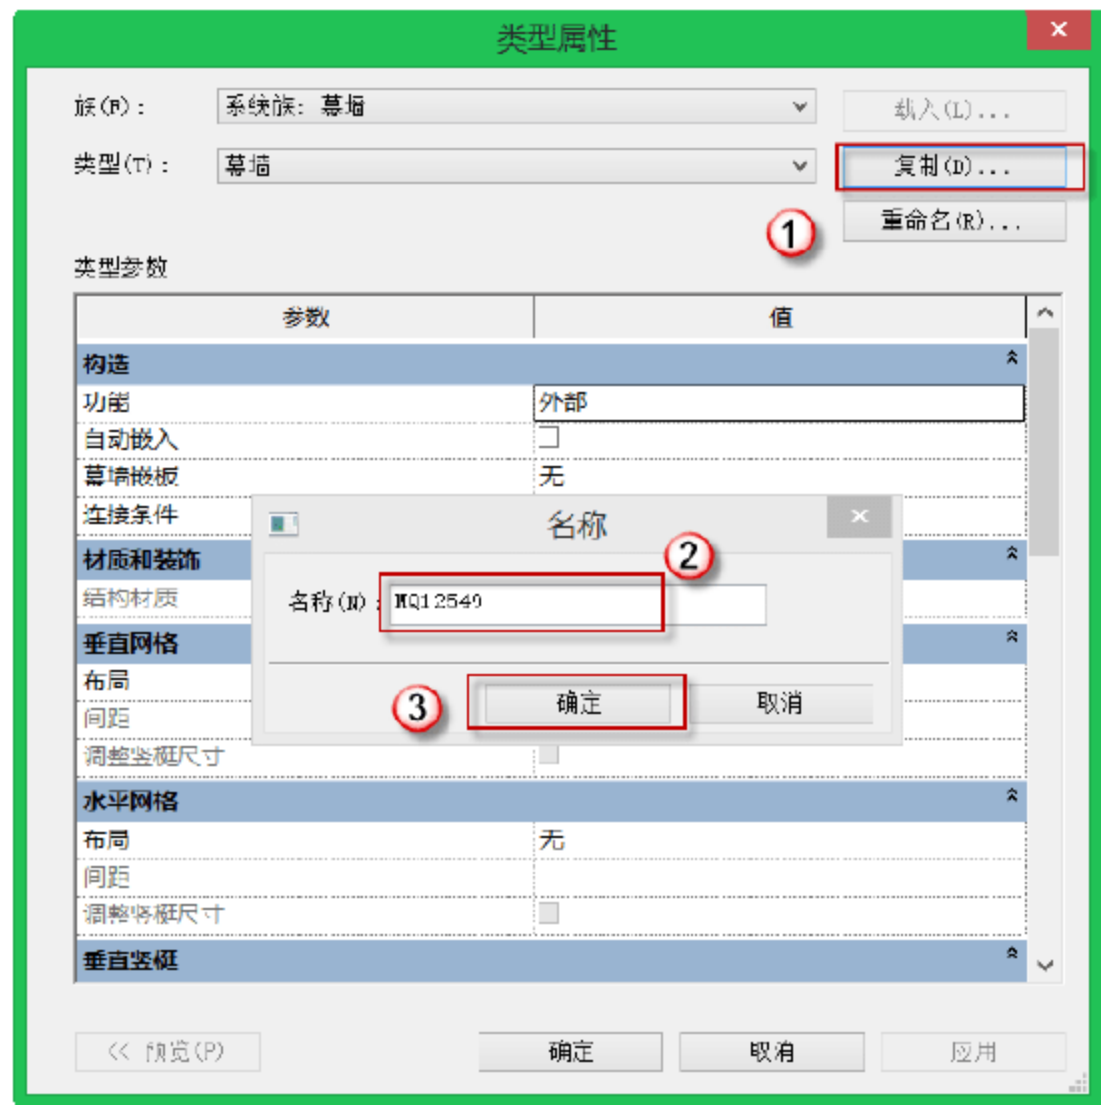 类型属性
族(F)： 系统族: 幕墙 载入(L)...
类型(T)： 幕墙 复制(D)...
1 重命名(R)...
类型参数
参数 值
构造
功能 外部
自动嵌入
幕墙嵌板 无
连接条件
名称
材质和装饰
2
结构材质
名称(N)： MQ12549
垂直网格
布局
3 确定 取消
间距
调整竖梃尺寸
水平网格
布局 无
间距
调整竖梃尺寸
垂直竖梃
<< 预览(P) 确定 取消 应用